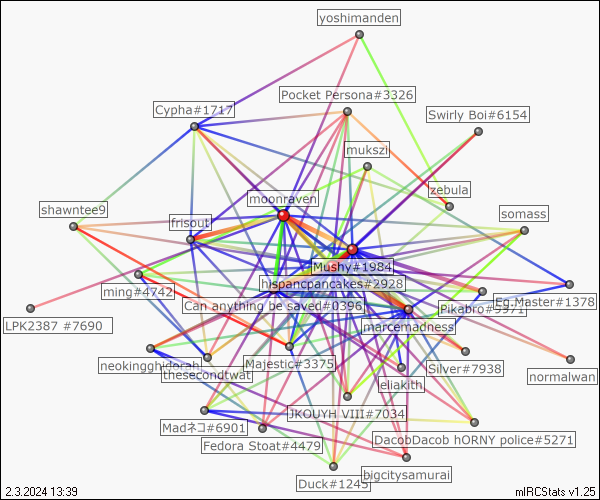 yoshimanden
Pocket Persona#3326
Cypha#1717
Swirly Boi#6154
mukszi
zebula
moonraven
shawntee9
somass
frisout
Mushy#1984
hispancpancakes#2928
ming#4742
Eg.Master#1378
Can anything be saved#0396
LPK2387 #7690
marcemadness
neokingghidorah
Majestic#3375
Silver#7938
normalwan
thesecondtwat
eliakith
JKOUYH VIII#7034
Madネコ#6901
Fedora Stoat#4479
DacobDacob hORNY police#5271
bigcitysamurai
Duck#1245
2.3.2024 13:39
mIRCStats v1.25